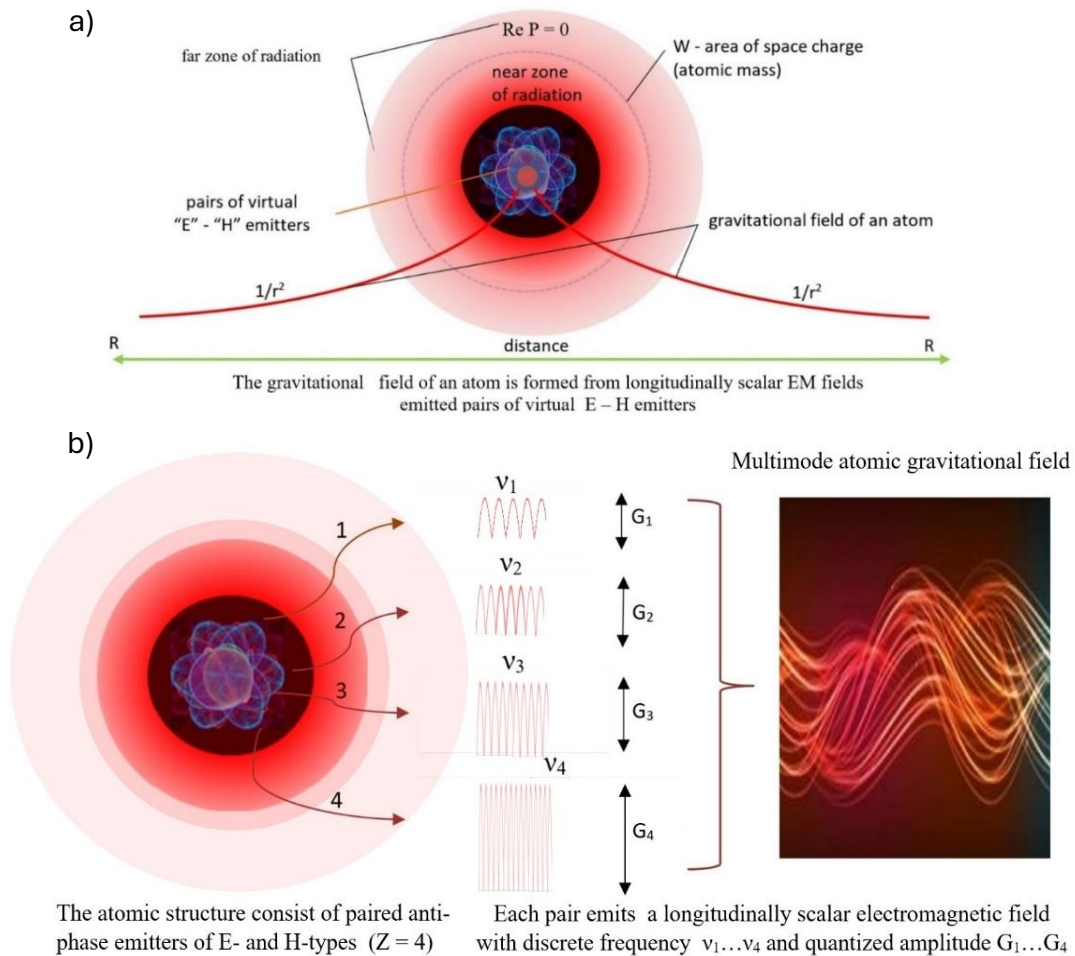 a)
Re P = 0
far zone of radiation
W - area of space charge
(atomic mass)
near zone
of radiation
pairs of virtual
“E” - “H” emitters
gravitational field of an atom
1/r²
1/r²
R
distance
R
The gravitational field of an atom is formed from longitudinally scalar EM fields
emitted pairs of virtual E – H emitters
b)
Multimode atomic gravitational field
ν₁
1
G₁
ν₂
2
G₂
ν₃
3
G₃
ν₄
4
G₄
The atomic structure consist of paired anti-
phase emitters of E- and H-types (Z = 4)
Each pair emits a longitudinally scalar electromagnetic field
with discrete frequency ν₁…ν₄ and quantized amplitude G₁…G₄